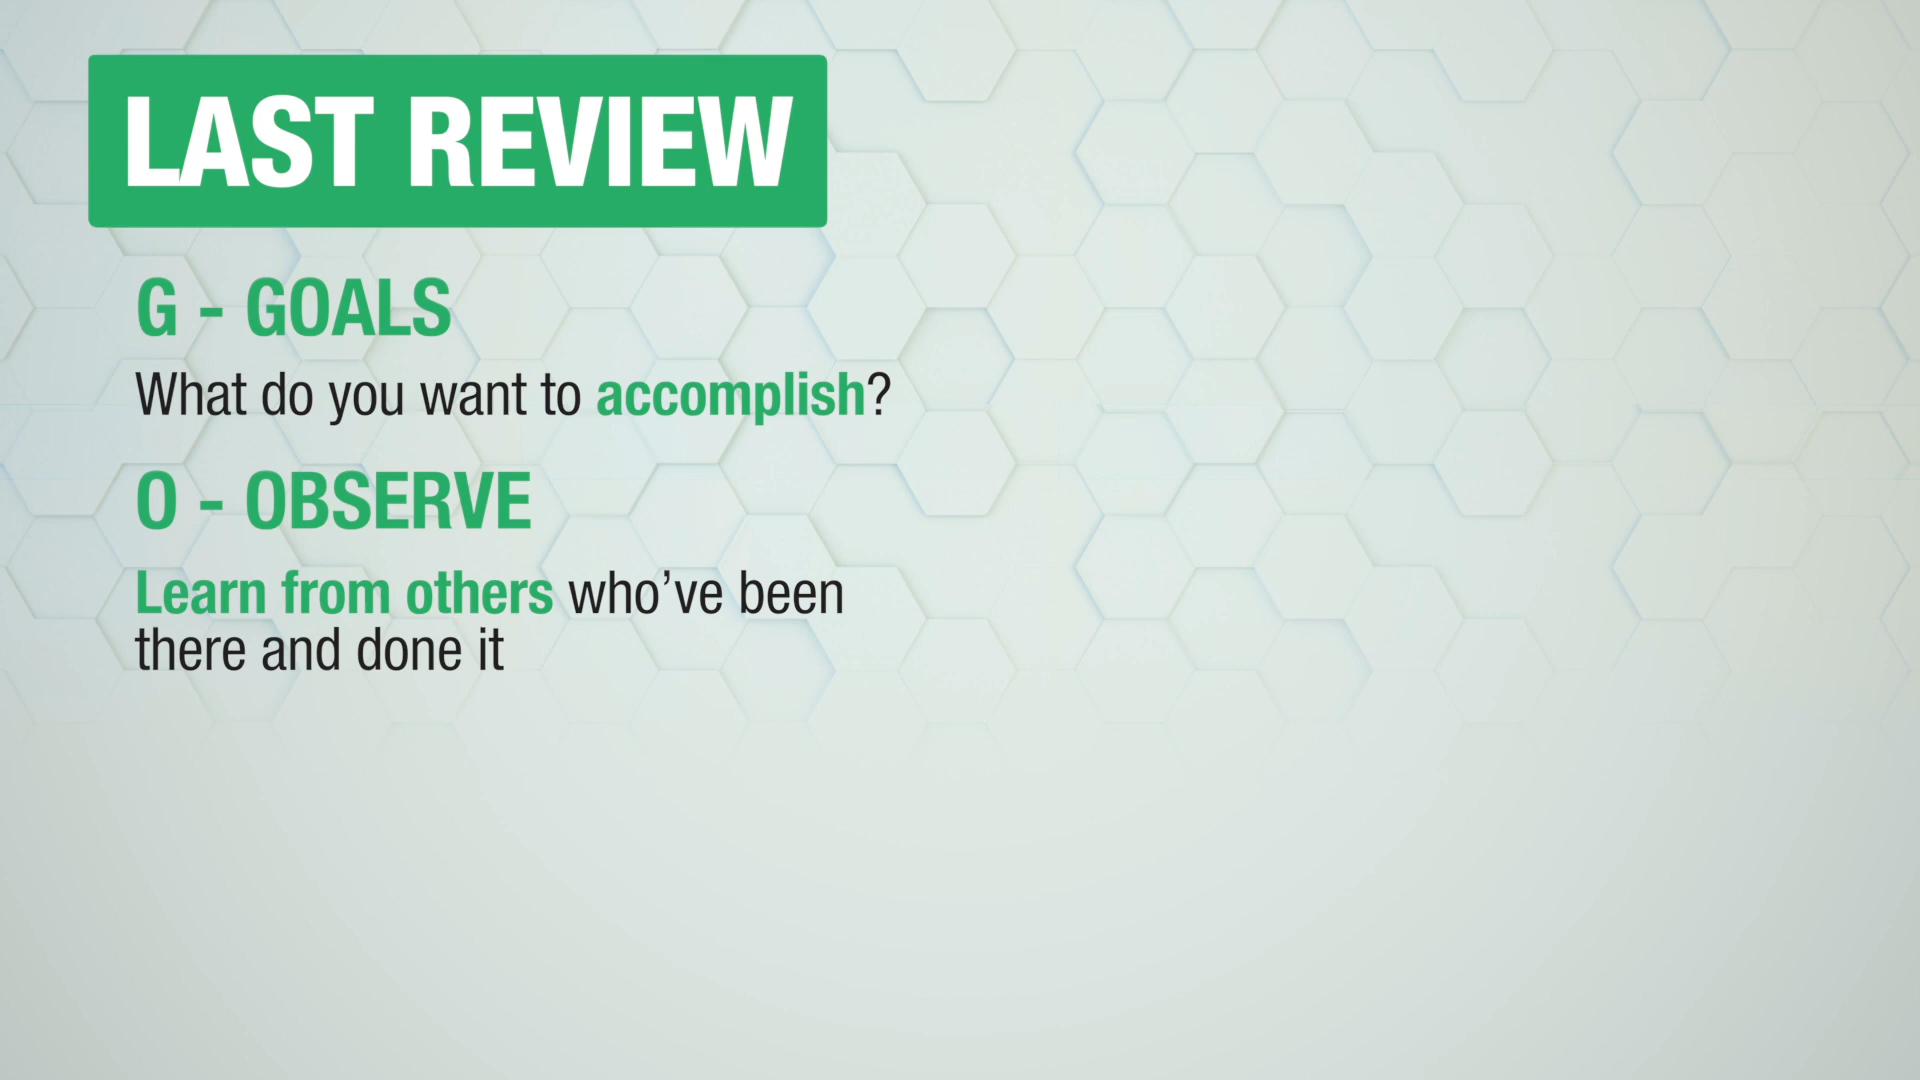 LAST REVIEW
G - GOALS
What do you want to accomplish?
O - OBSERVE
Learn from others who’ve been
there and done it